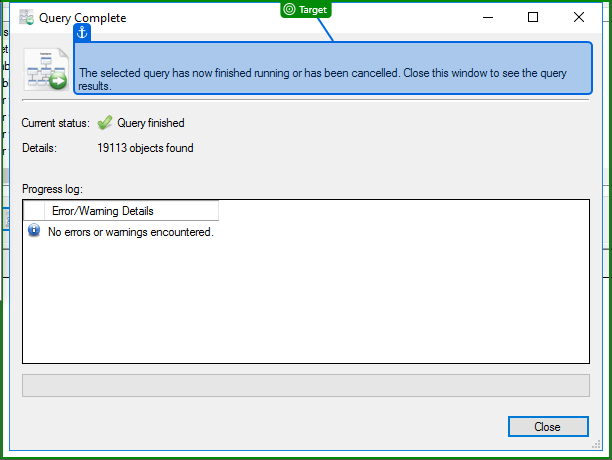 Target
Query Complete
The selected query has now finished running or has been cancelled. Close this window to see the query
results.
Current status: Query finished
Details: 19113 objects found
Progress log:
Error/Warning Details
No errors or warnings encountered.
Close